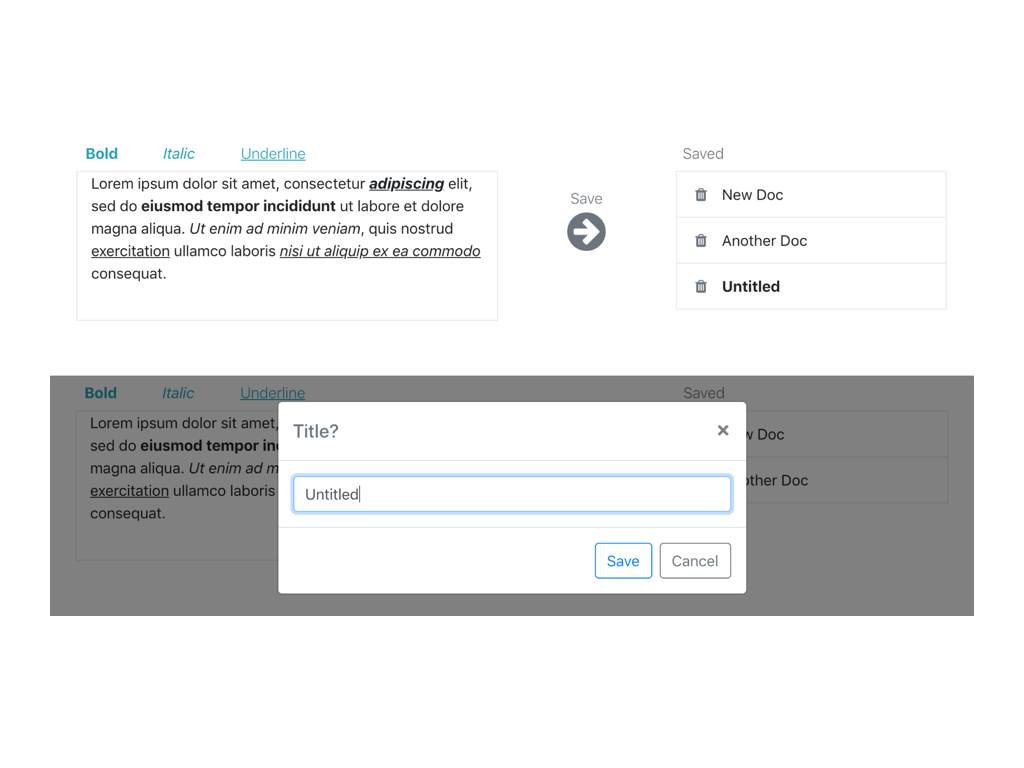 Bold Italic Underline
Lorem ipsum dolor sit amet, consectetur adipiscing elit,
sed do eiusmod tempor incididunt ut labore et dolore
magna aliqua. Ut enim ad minim veniam, quis nostrud
exercitation ullamco laboris nisi ut aliquip ex ea commodo
consequat.
Save
Saved
New Doc
Another Doc
Untitled
Bold Italic Underline
Lorem ipsum dolor sit amet,
sed do eiusmod tempor in
magna aliqua. Ut enim ad m
exercitation ullamco laboris
consequat.
Saved
w Doc
other Doc
Title? ×
Untitled
Save Cancel